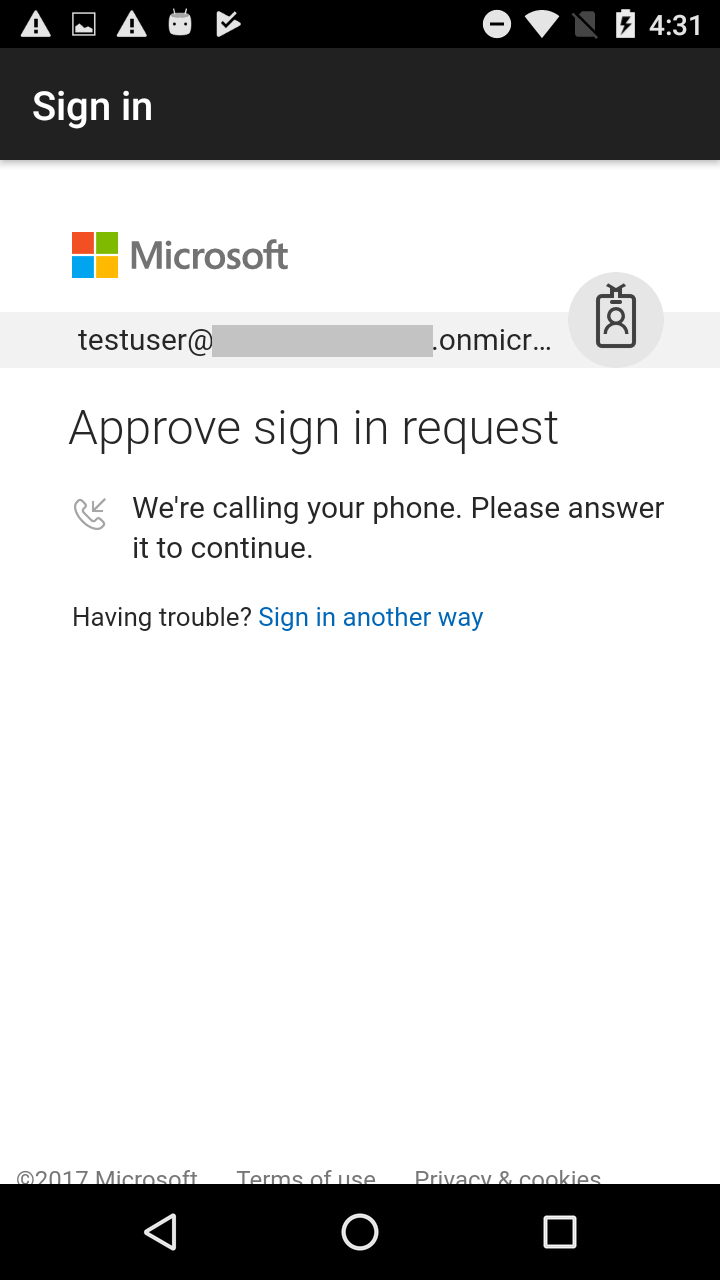 4:31
Sign in
Microsoft
testuser@ .onmicr...
Approve sign in request
We're calling your phone. Please answer
it to continue.
Having trouble? Sign in another way
©2017 Microsoft Terms of use Privacy & cookies